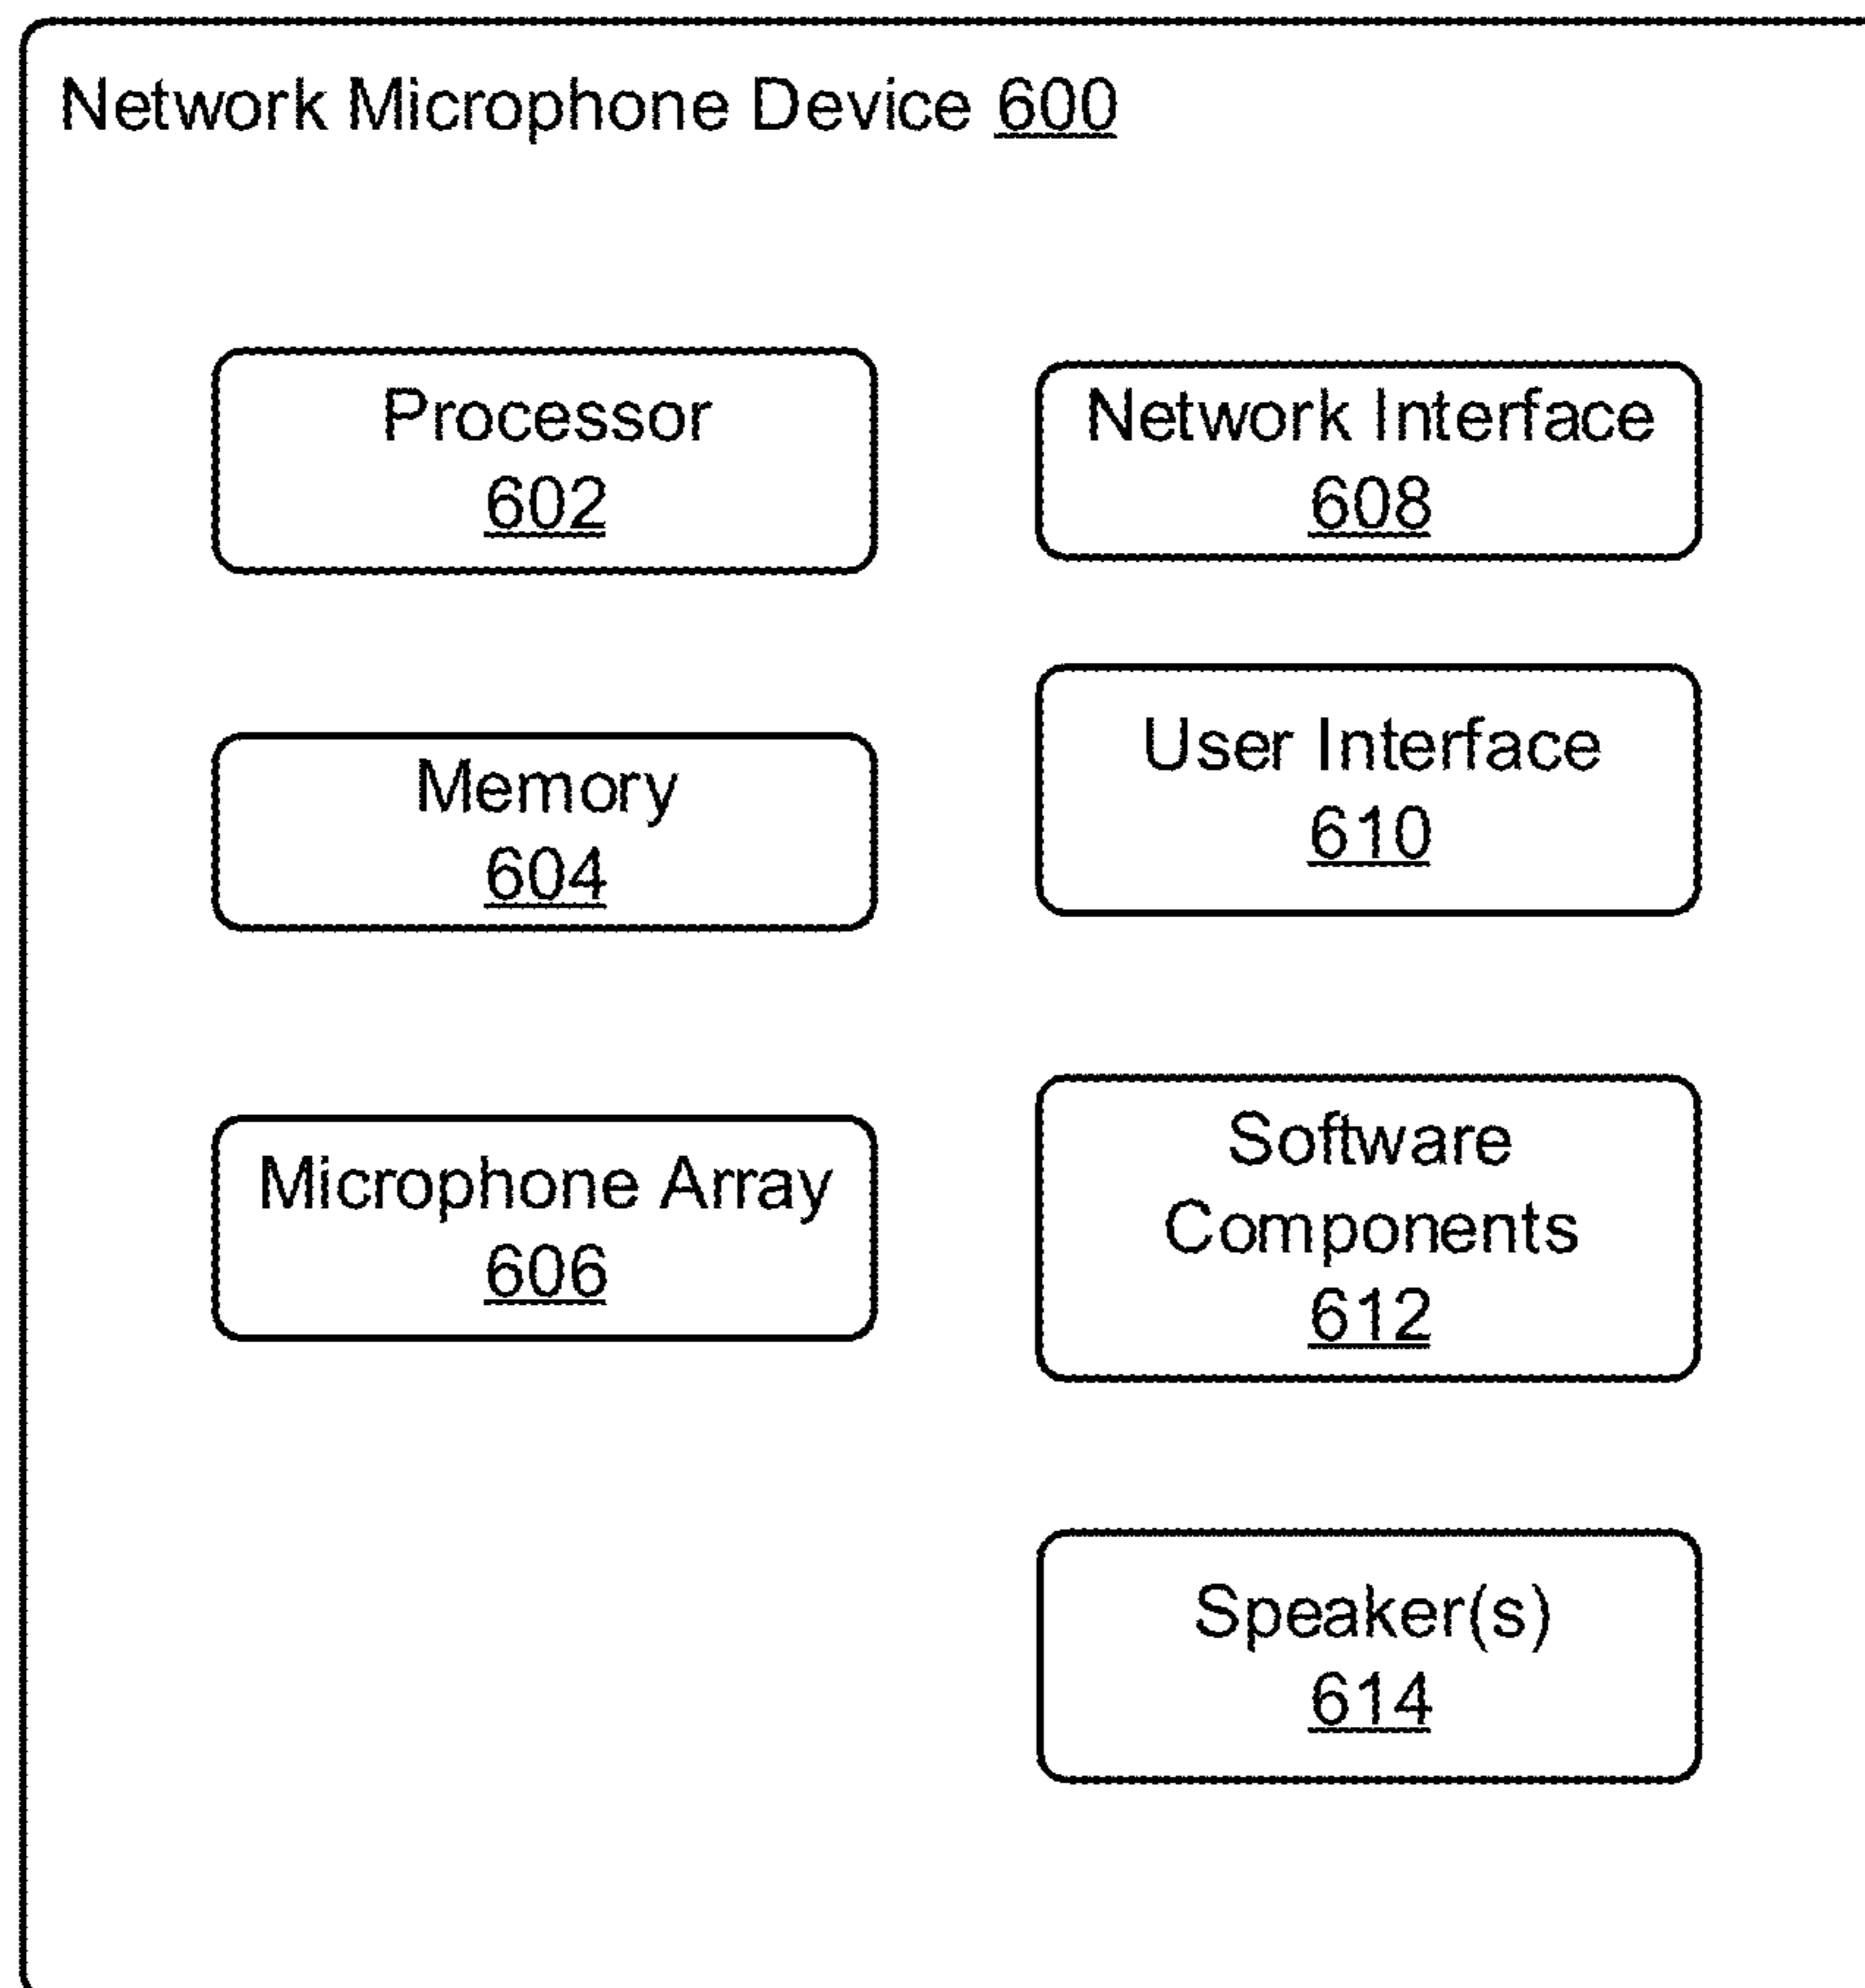 Network Microphone Device 600
Processor
602
Memory
604
Microphone Array
606
Network Interface
608
User Interface
610
Software
Components
612
Speaker(s)
614